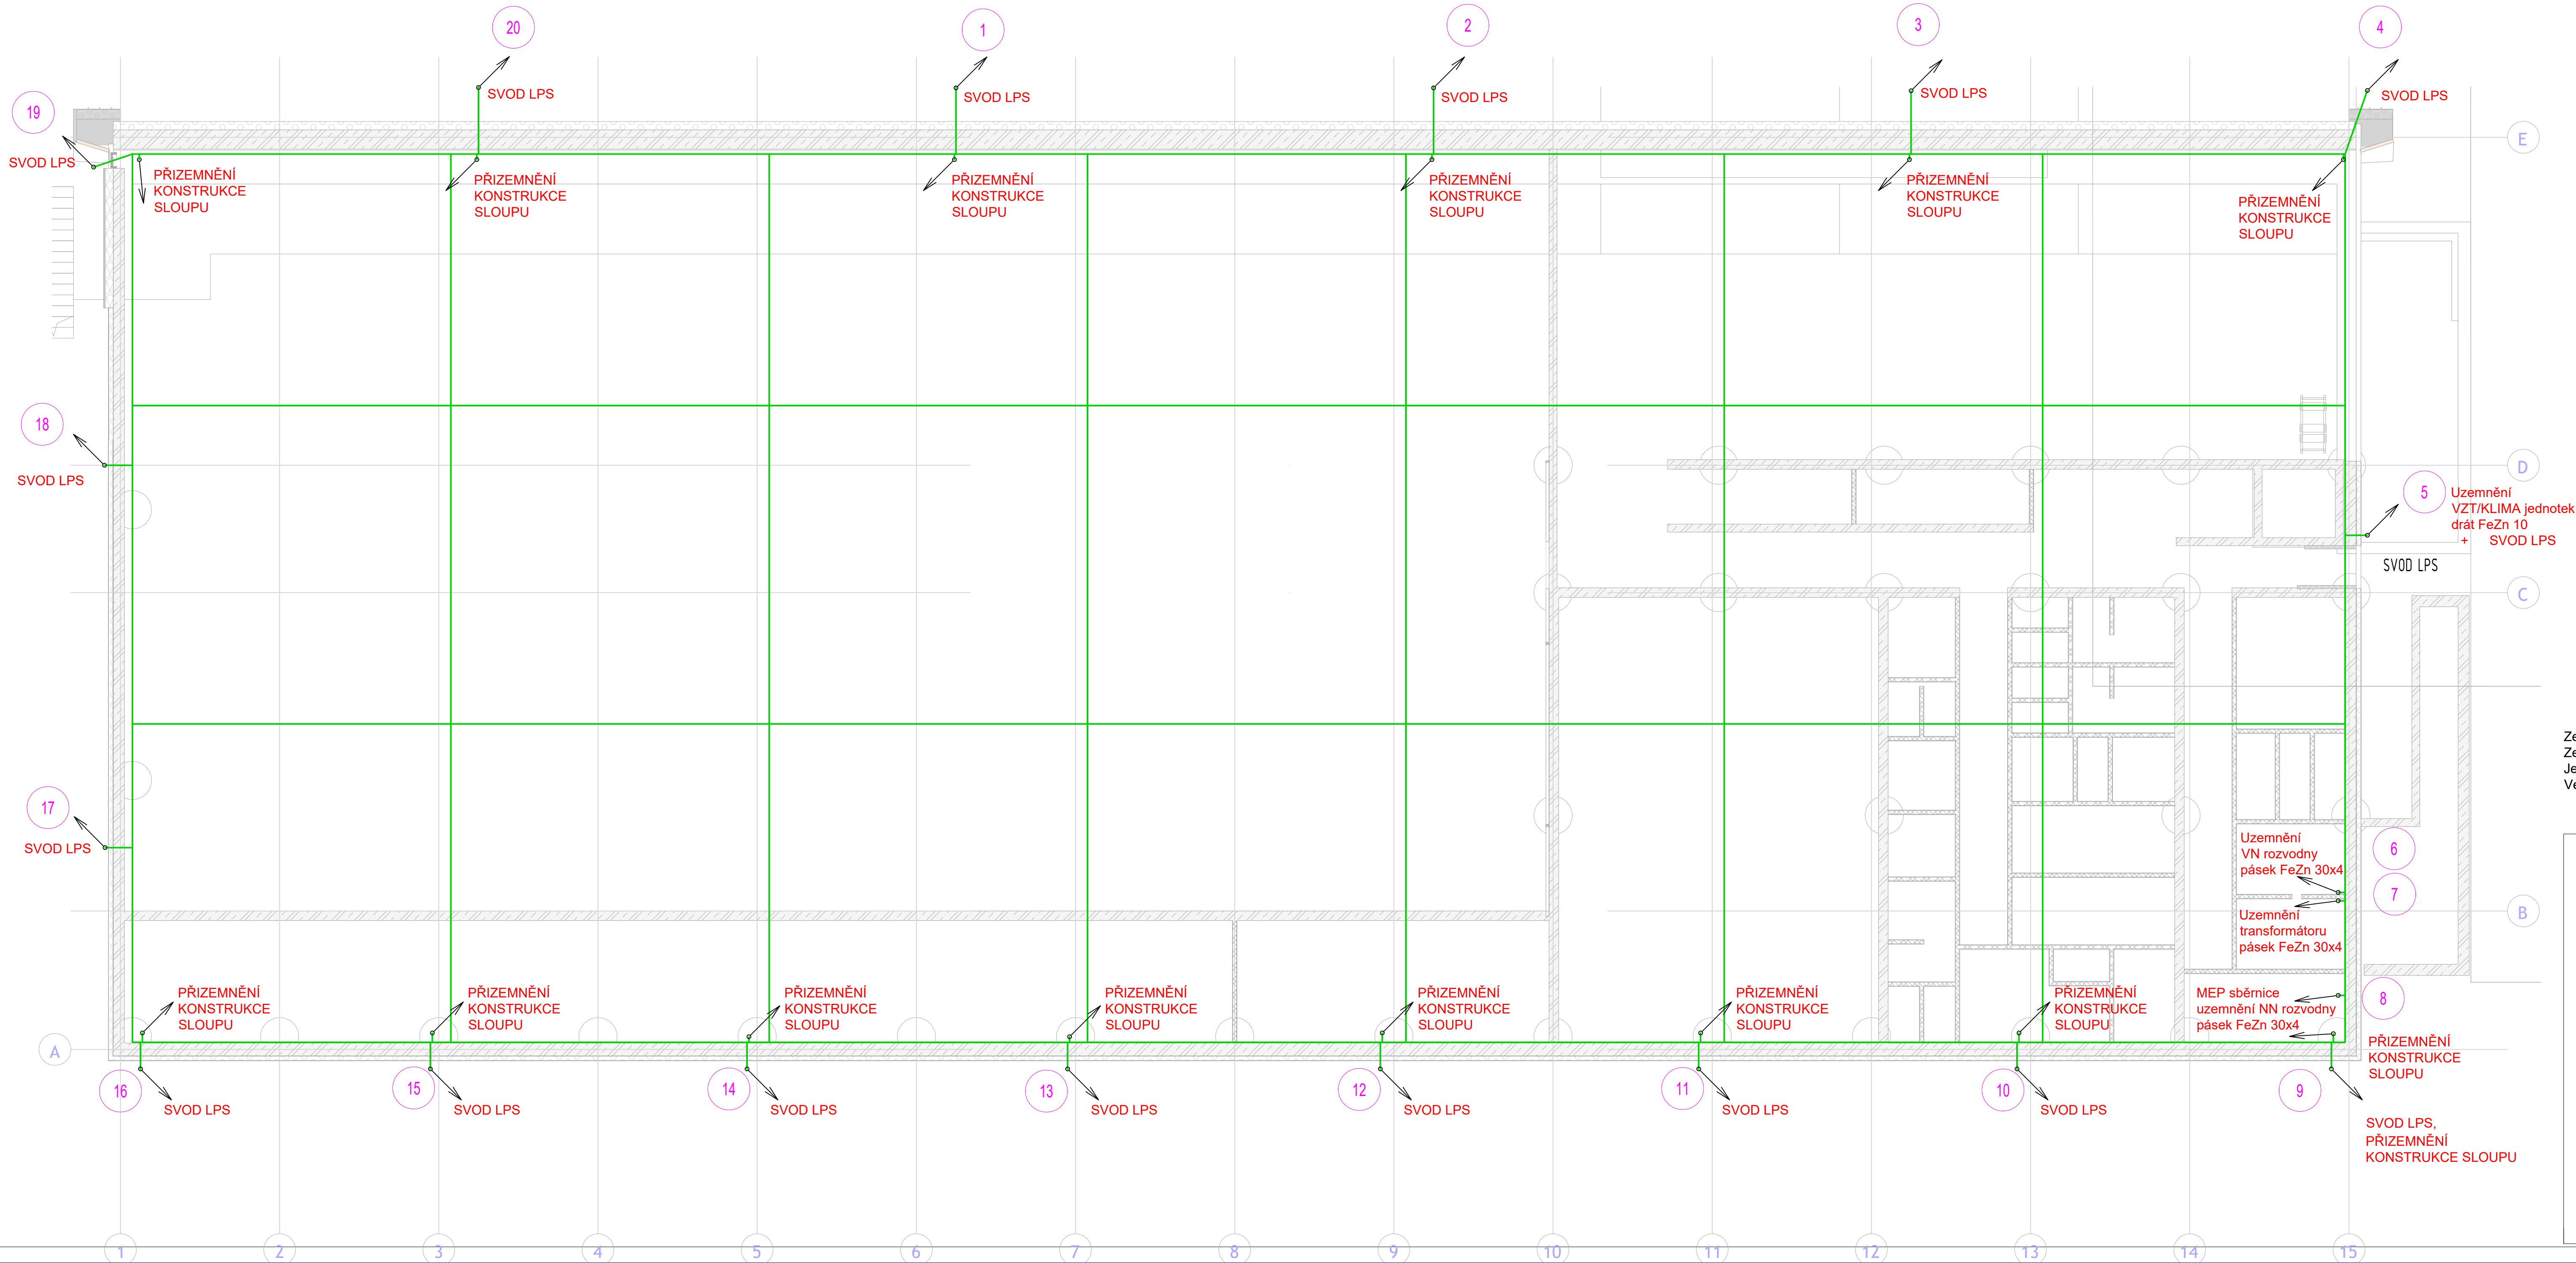 20
1
2
3
4
SVOD LPS
SVOD LPS
SVOD LPS
SVOD LPS
SVOD LPS
19
SVOD LPS
E
PŘIZEMNĚNÍ
KONSTRUKCE
SLOUPU
PŘIZEMNĚNÍ
KONSTRUKCE
SLOUPU
PŘIZEMNĚNÍ
KONSTRUKCE
SLOUPU
PŘIZEMNĚNÍ
KONSTRUKCE
SLOUPU
PŘIZEMNĚNÍ
KONSTRUKCE
SLOUPU
PŘIZEMNĚNÍ
KONSTRUKCE
SLOUPU
18
SVOD LPS
D
5
Uzemnění
VZT/KLIMA jednotek
drát FeZn 10
+ SVOD LPS
SVOD LPS
C
17
SVOD LPS
Uzemnění
VN rozvodny
pásek FeZn 30x4
6
7
Uzemnění
transformátoru
pásek FeZn 30x4
B
PŘIZEMNĚNÍ
KONSTRUKCE
SLOUPU
PŘIZEMNĚNÍ
KONSTRUKCE
SLOUPU
PŘIZEMNĚNÍ
KONSTRUKCE
SLOUPU
PŘIZEMNĚNÍ
KONSTRUKCE
SLOUPU
PŘIZEMNĚNÍ
KONSTRUKCE
SLOUPU
PŘIZEMNĚNÍ
KONSTRUKCE
SLOUPU
PŘIZEMNĚNÍ
KONSTRUKCE
SLOUPU
MEP sběrnice
uzemnění NN rozvodny
pásek FeZn 30x4
8
A
PŘIZEMNĚNÍ
KONSTRUKCE
SLOUPU
16
15
14
13
12
11
10
9
SVOD LPS
SVOD LPS
SVOD LPS
SVOD LPS
SVOD LPS
SVOD LPS
SVOD LPS
SVOD LPS,
PŘIZEMNĚNÍ
KONSTRUKCE SLOUPU
1
2
3
4
5
6
7
8
9
10
11
12
13
14
15